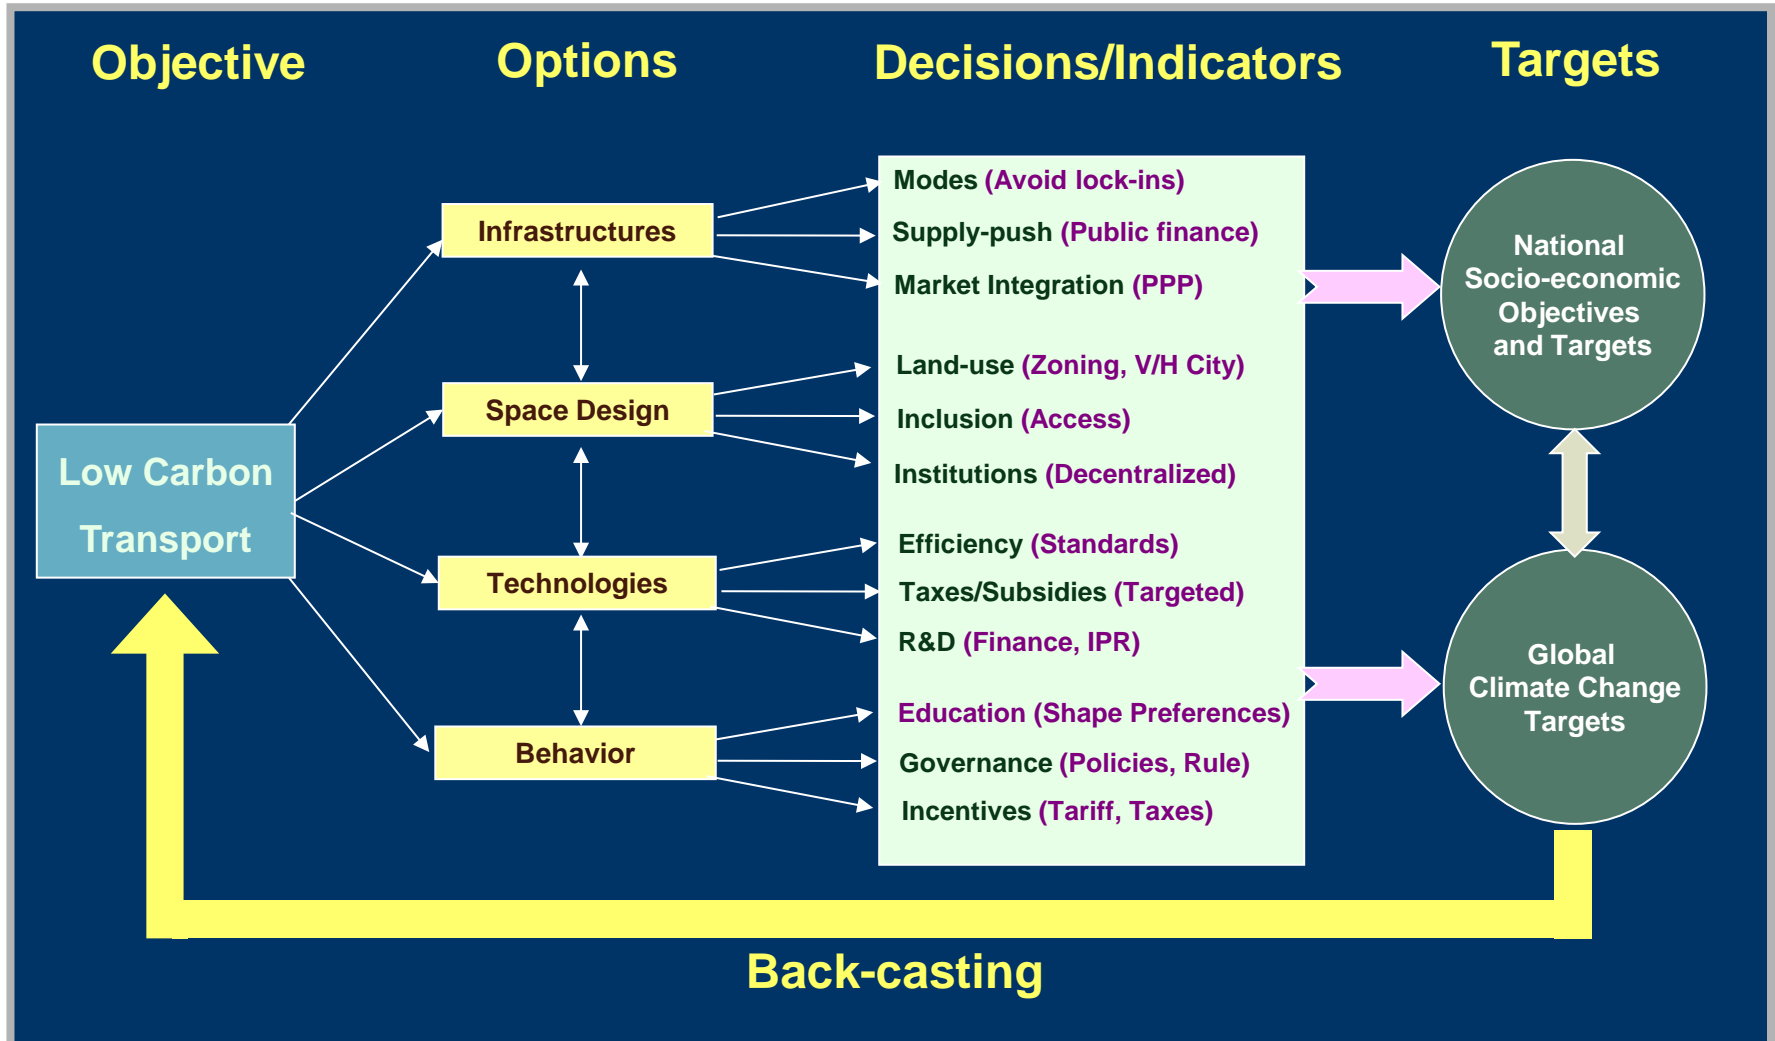 Objective
Options
Decisions/Indicators
Targets
Low Carbon
Transport
Infrastructures
Space Design
Technologies
Behavior
Modes (Avoid lock-ins)
Supply-push (Public finance)
Market Integration (PPP)
Land-use (Zoning, V/H City)
Inclusion (Access)
Institutions (Decentralized)
Efficiency (Standards)
Taxes/Subsidies (Targeted)
R&D (Finance, IPR)
Education (Shape Preferences)
Governance (Policies, Rule)
Incentives (Tariff, Taxes)
National
Socio-economic
Objectives
and Targets
Global
Climate Change
Targets
Back-casting